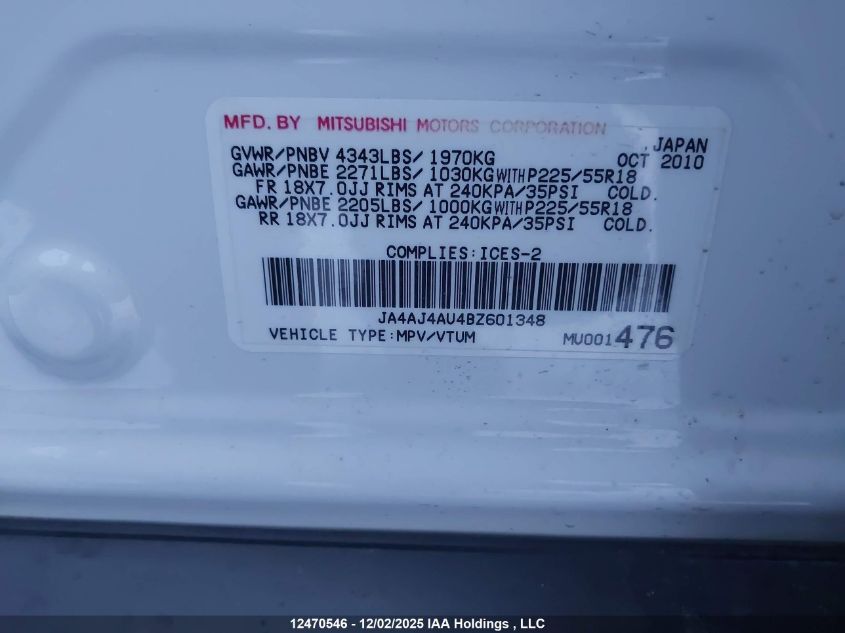 MFD. BY MITSUBISHI MOTORS CORPORATION
, JAPAN
GVWR/PNBV 4343LBS/ 1970KG OCT 2010
GAWR/PNBE 2271LBS/ 1030KG WITH P225/55R18
FR 18X7.0JJ RIMS AT 240KPA/35PSI COLD.
GAWR/PNBE 2205LBS/ 1000KG WITH P225/55R18
RR 18X7.0JJ RIMS AT 240KPA/35PSI COLD.
COMPLIES:ICES-2
JA4AJ4AU4BZ601348
VEHICLE TYPE:MPV/VTUM MU001476
12470546 - 12/02/2025 IAA Holdings , LLC